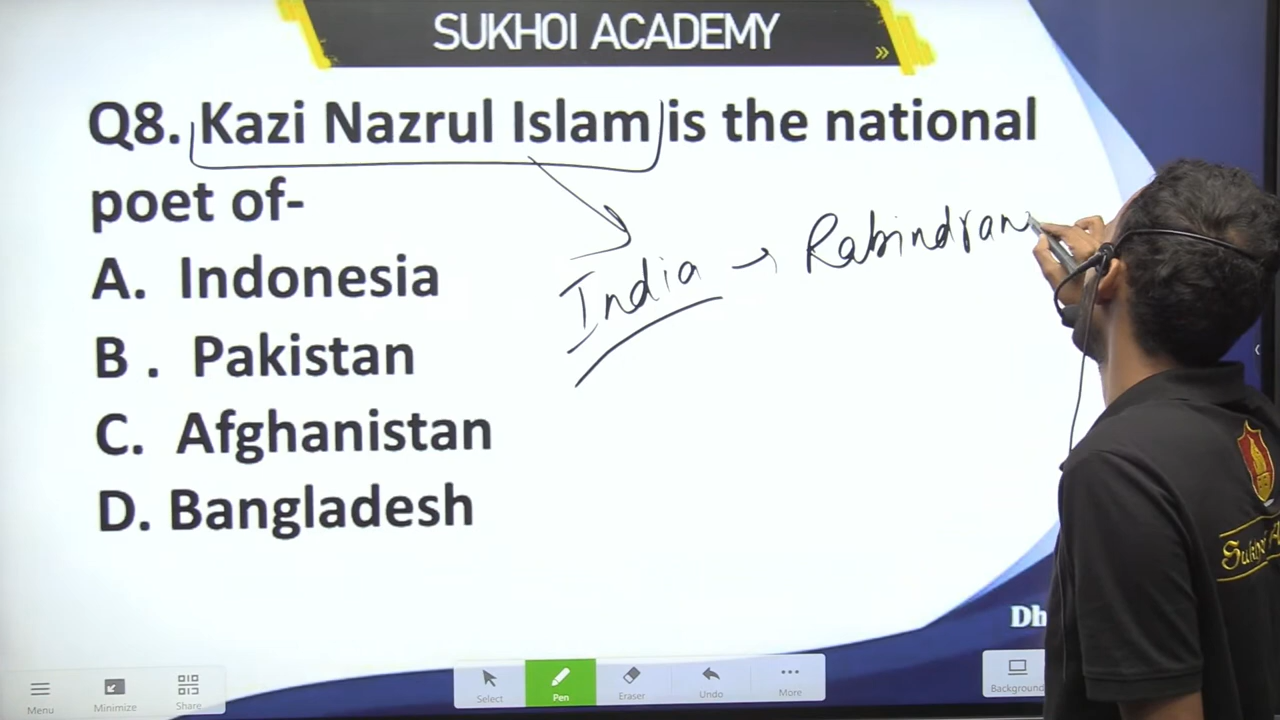 SUKHOI ACADEMY
»
Q8. Kazi Nazrul Islam is the national
poet of-
India → Rabindran
A. Indonesia
B . Pakistan
C. Afghanistan
D. Bangladesh
Dh
Menu
Minimize
Share
Select
Pen
Eraser
Undo
More
Background